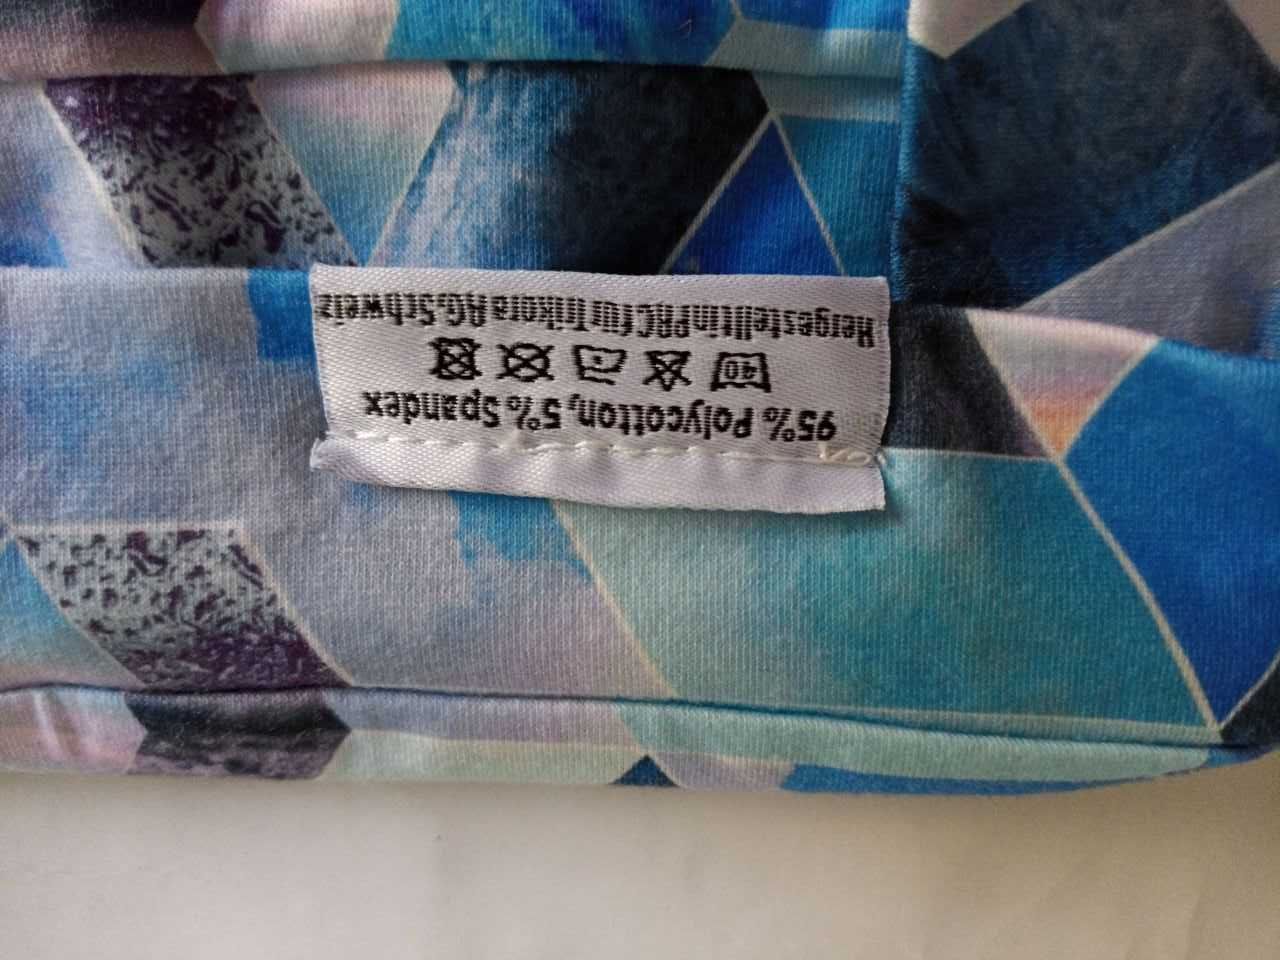 95% Polycotton, 5% Spandex
40
Hergestellt in PRC für Trikora AG, Schweiz